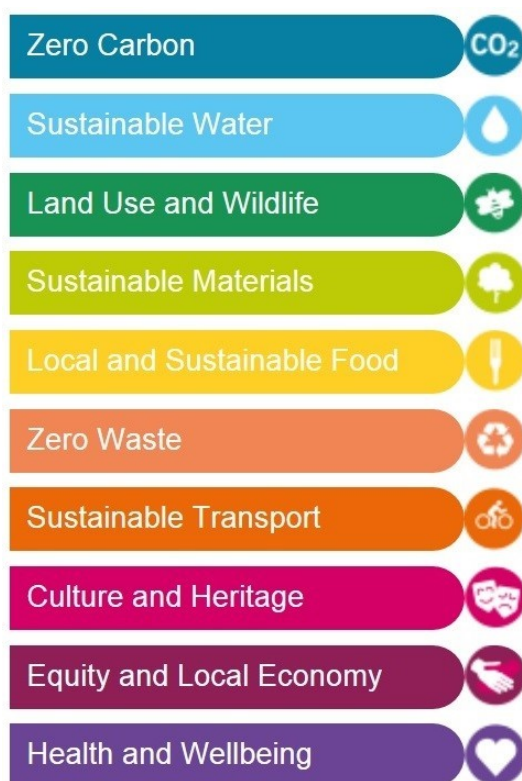 Zero Carbon
CO₂
Sustainable Water
Land Use and Wildlife
Sustainable Materials
Local and Sustainable Food
Zero Waste
Sustainable Transport
Culture and Heritage
Equity and Local Economy
Health and Wellbeing